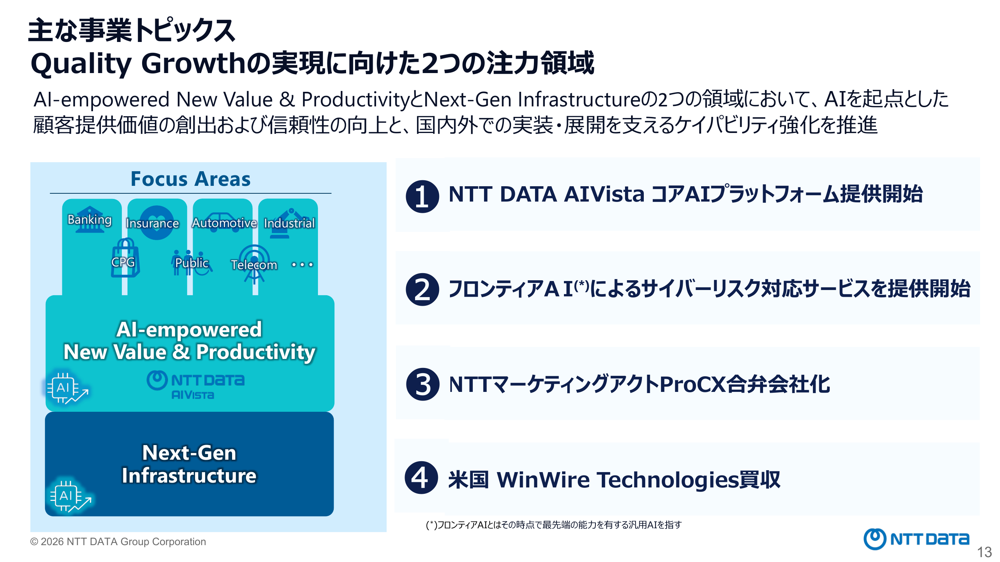 主な事業トピックス
Quality Growthの実現に向けた2つの注力領域
AI-empowered New Value & ProductivityとNext-Gen Infrastructureの2つの領域において、AIを起点とした
顧客提供価値の創出および信頼性の向上と、国内外での実装・展開を支えるケイパビリティ強化を推進
Focus Areas
Banking
Insurance
Automotive
Industrial
CPG
Public
Telecom
・・・
AI-empowered
New Value & Productivity
AI
NTT DATA
AIVISTA
Next-Gen
Infrastructure
AI
❶ NTT DATA AIVista コアAIプラットフォーム提供開始
❷ フロンティアAI(*)によるサイバーリスク対応サービスを提供開始
❸ NTTマーケティングアクトProCX合弁会社化
❹ 米国 WinWire Technologies買収
(*)フロンティアAIとはその時点で最先端の能力を有する汎用AIを指す
© 2026 NTT DATA Group Corporation
NTT DATA
13